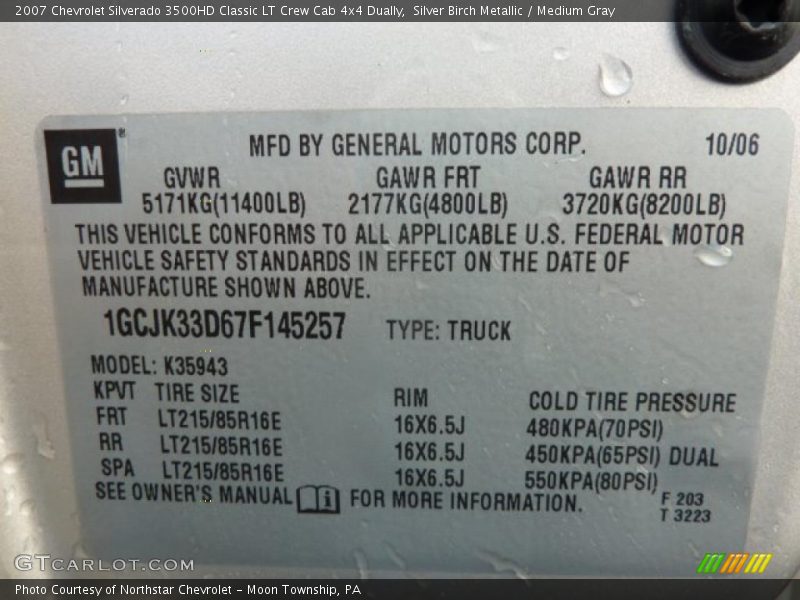 2007 Chevrolet Silverado 3500HD Classic LT Crew Cab 4x4 Dually,  Silver Birch Metallic / Medium Gray
GM
MFD BY GENERAL MOTORS CORP. 10/06
GVWR GAWR FRT GAWR RR
5171KG(11400LB) 2177KG(4800LB) 3720KG(8200LB)
THIS VEHICLE CONFORMS TO ALL APPLICABLE U.S. FEDERAL MOTOR
VEHICLE SAFETY STANDARDS IN EFFECT ON THE DATE OF
MANUFACTURE SHOWN ABOVE.
1GCJK33D67F145257 TYPE: TRUCK
MODEL: K35943
KPVT TIRE SIZE RIM COLD TIRE PRESSURE
FRT LT215/85R16E 16X6.5J 480KPA(70PSI)
RR LT215/85R16E 16X6.5J 450KPA(65PSI) DUAL
SPA LT215/85R16E 16X6.5J 550KPA(80PSI)
SEE OWNER'S MANUAL FOR MORE INFORMATION.
F 203
T 3223
GTCARLOT.COM
Photo Courtesy of Northstar Chevrolet - Moon Township, PA